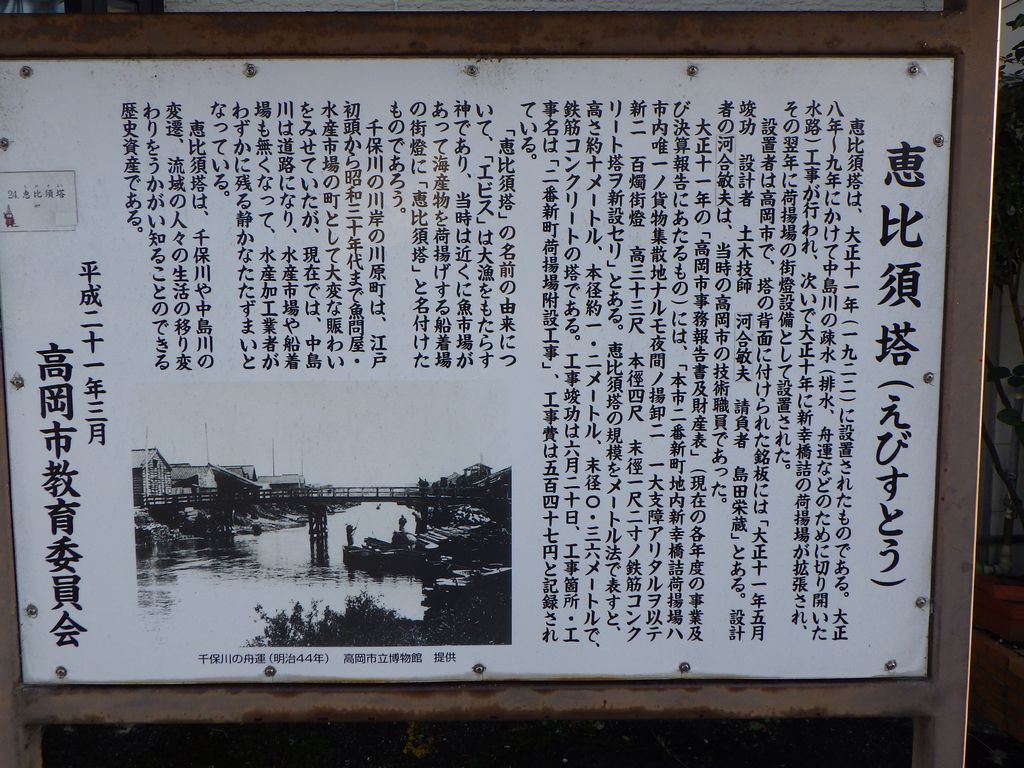 恵比須塔(えびすとう)
恵比須塔は、大正十一年(一九二二)に設置されたものである。大正
八年~九年にかけて中島川の疎水(排水、舟運などのために切り開いた
水路)工事が行われ、次いで大正十年に新幸橋詰の荷揚場が拡張され、
その翌年に荷揚場の街燈設備として設置された。
設置者は高岡市で、塔の背面に付けられた銘板には「大正十一年五月
竣功 設計者 土木技師 河合敏夫 請負者 島田栄蔵」とある。設計
者の河合敏夫は、当時の高岡市の技術職員であった。
大正十一年の「高岡市事務報告書及財産表」(現在の各年度の事業及
び決算報告にあたるもの)には、「本市二番新町地内新幸橋詰荷揚場ハ
市内唯一ノ貨物集散地ナルモ夜間ノ揚卸ニ一大支障アリタルヲ以テ
新ニ百燭街燈 高三十三尺 本徑四尺 末徑一尺二寸ノ鉄筋コンク
リート塔ヲ新設セリ」とある。恵比須塔の規模をメートル法で表すと、
高さ約十メートル、本径約一・二メートル、末径〇・三六メートルで、
鉄筋コンクリートの塔である。工事竣功は六月二十日、工事箇所・工
事名は「二番新町荷揚場附設工事」、工事費は五百四十七円と記録され
ている。
「恵比須塔」の名前の由来につ
いて、「エビス」は大漁をもたらす
神であり、当時は近くに魚市場が
あって海産物を荷揚げする船着場
の街燈に「恵比須塔」と名付けた
ものであろう。
千保川の川岸の川原町は、江戸
初頭から昭和三十年代まで魚問屋・
水産市場の町として大変な賑わい
をみせていたが、現在では、中島
川は道路になり、水産市場や船着
場も無くなって、水産加工業者が
わずかに残る静かなたたずまいと
なっている。
恵比須塔は、千保川や中島川の
変遷、流域の人々の生活の移り変
わりをうかがい知ることのできる
歴史資産である。
平成二十一年三月
高岡市教育委員会
千保川の舟運(明治44年) 高岡市立博物館 提供
24.恵比須塔